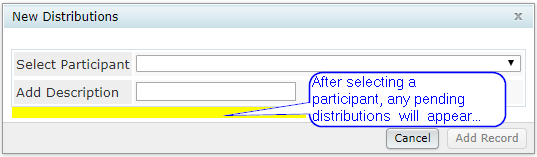 New Distributions x
Select Participant
Add Description
After selecting a
participant, any pending
distributions will appear...
Cancel Add Record